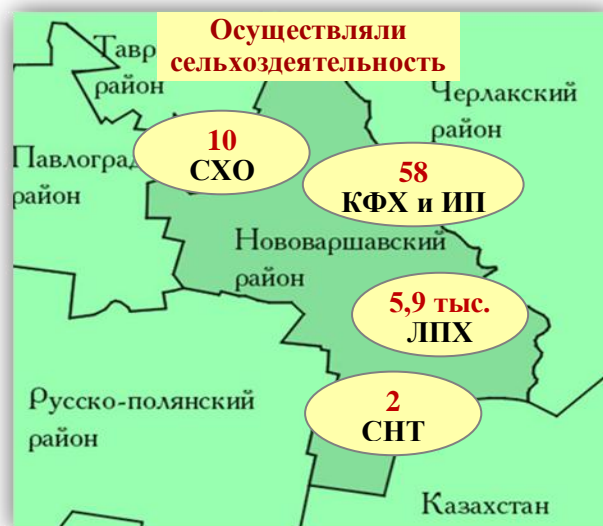 Осуществляли
сельхоздеятельность
Тавр
район
Черлакский
район
10
СХО
Павлоград
район
58
КФХ и ИП
Нововаршавский
район
5,9 тыс.
ЛПХ
Русско-полянский
район
2
СНТ
Казахстан